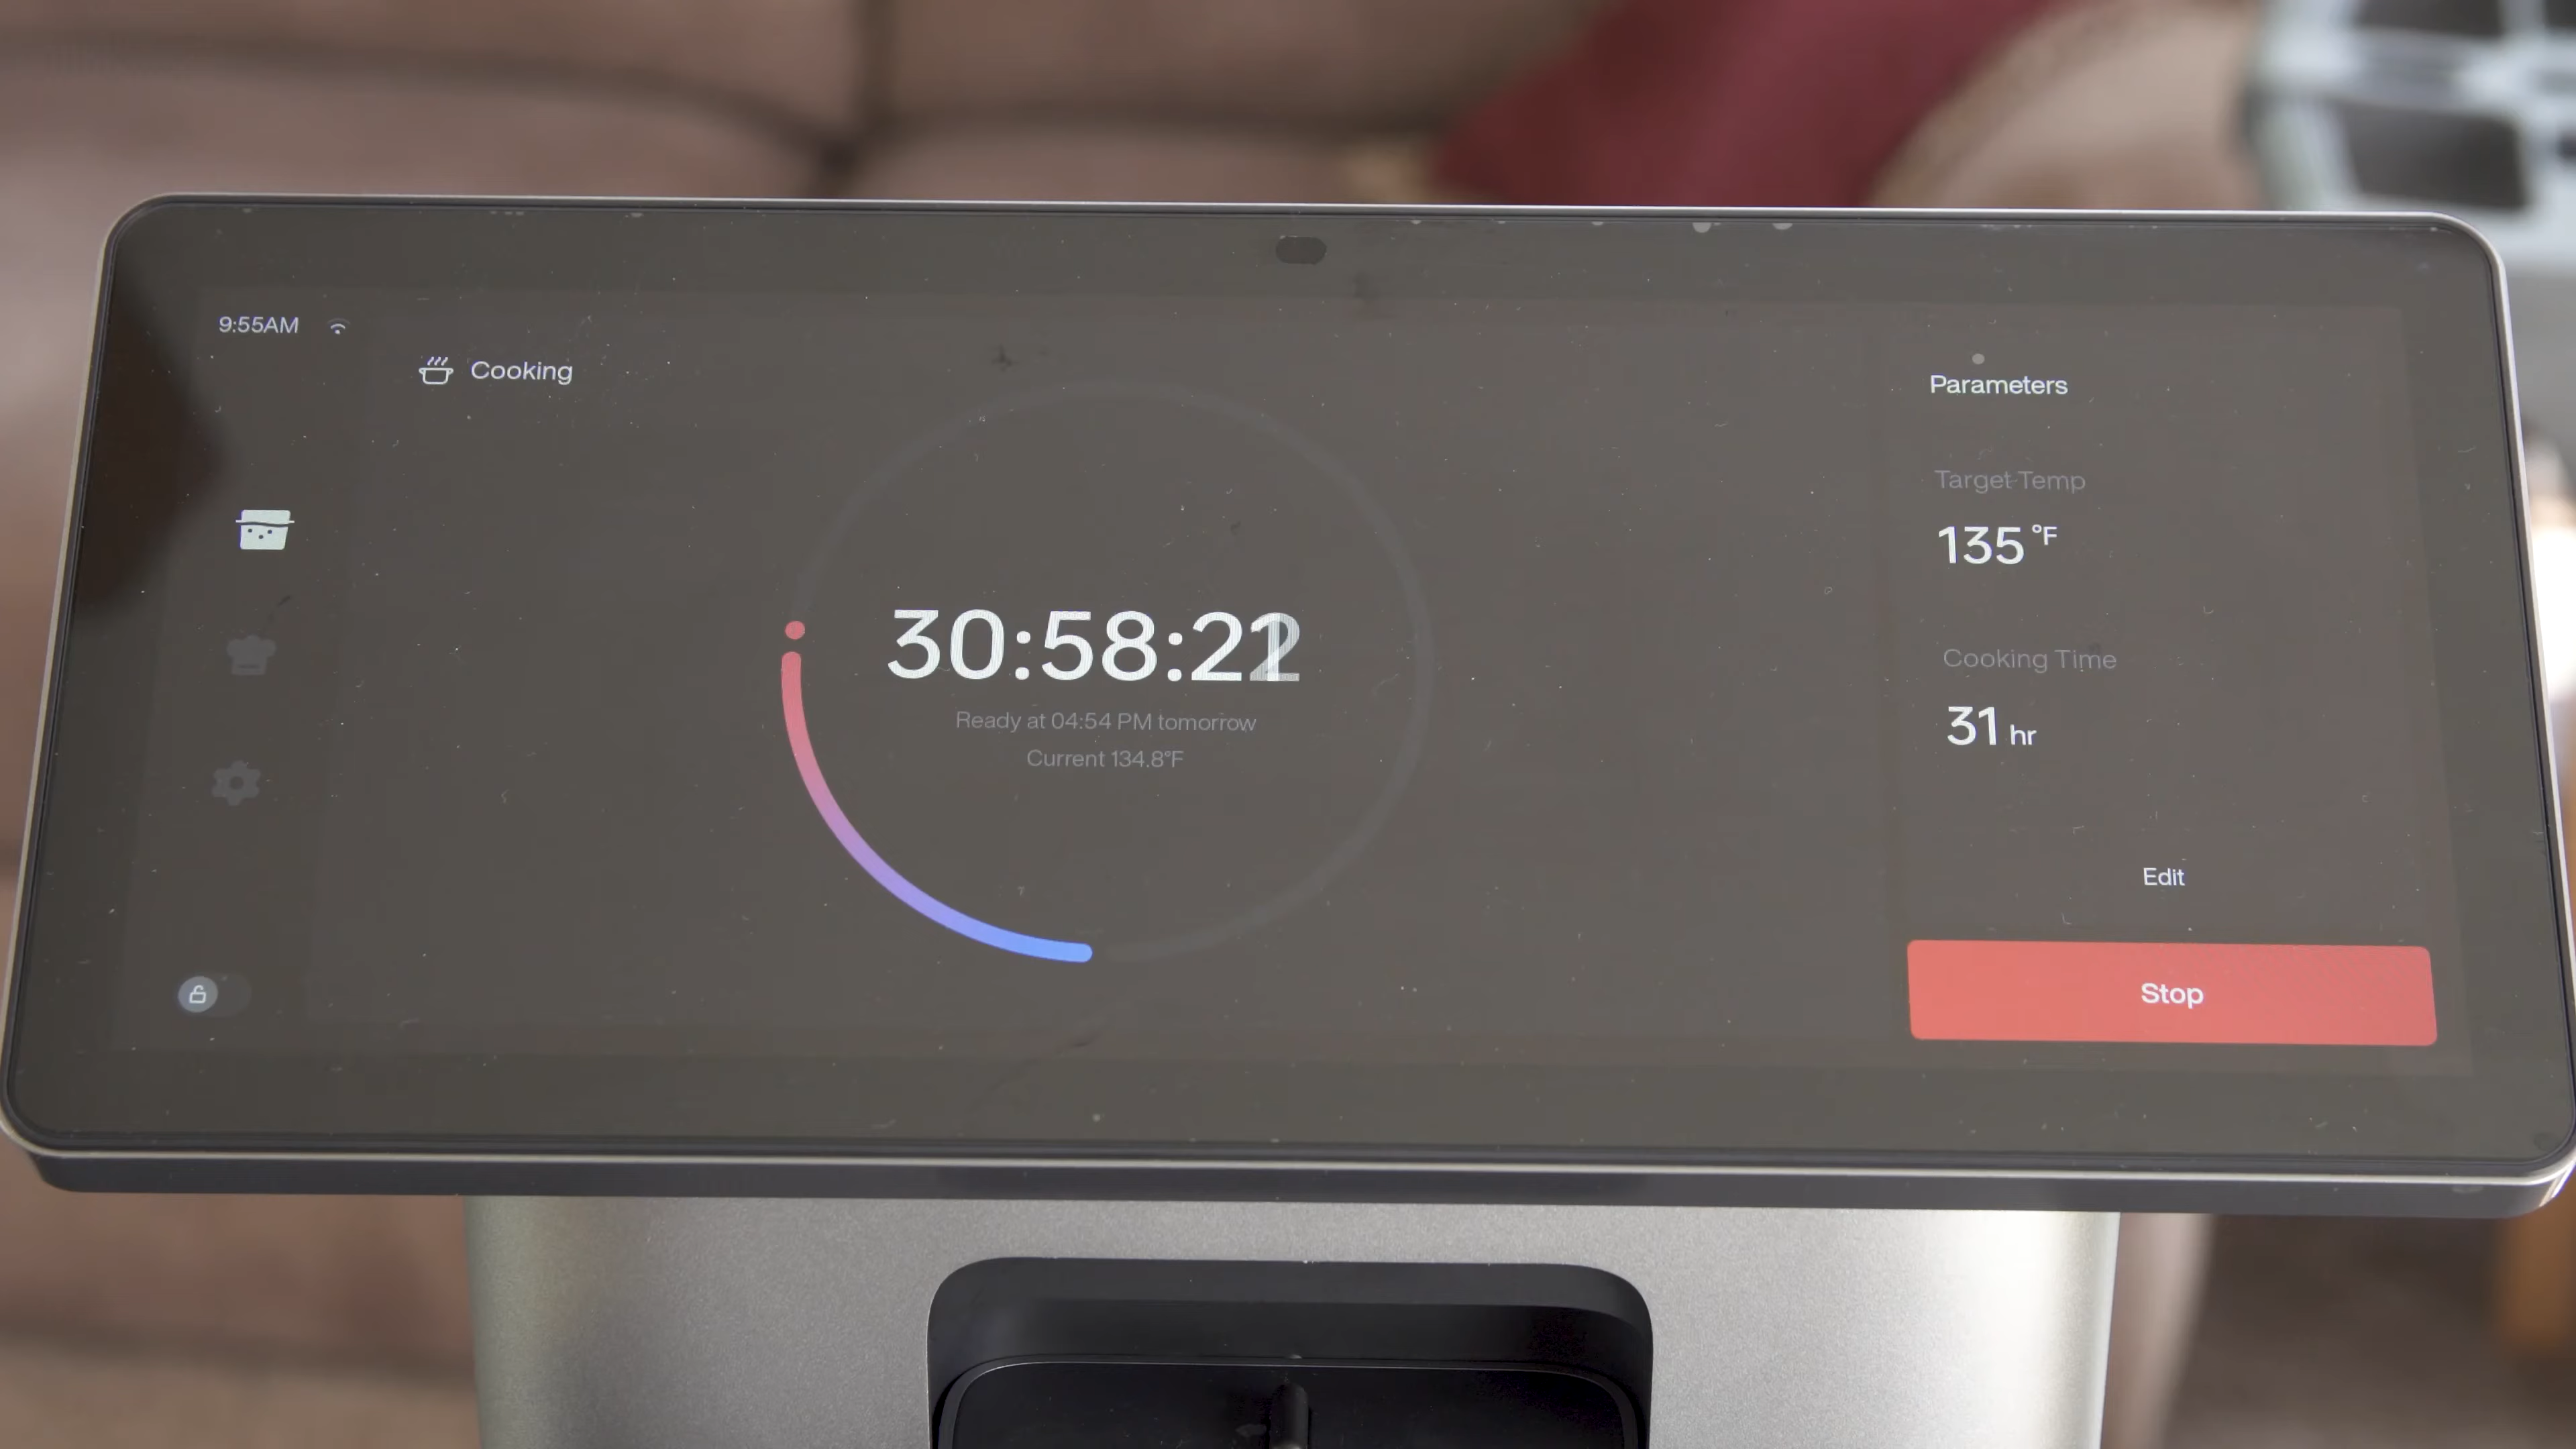 9:55AM
Cooking
30:58:22
Ready at 04:54 PM tomorrow
Current 134.8°F
Parameters
Target Temp
135 °F
Cooking Time
31 hr
Edit
Stop